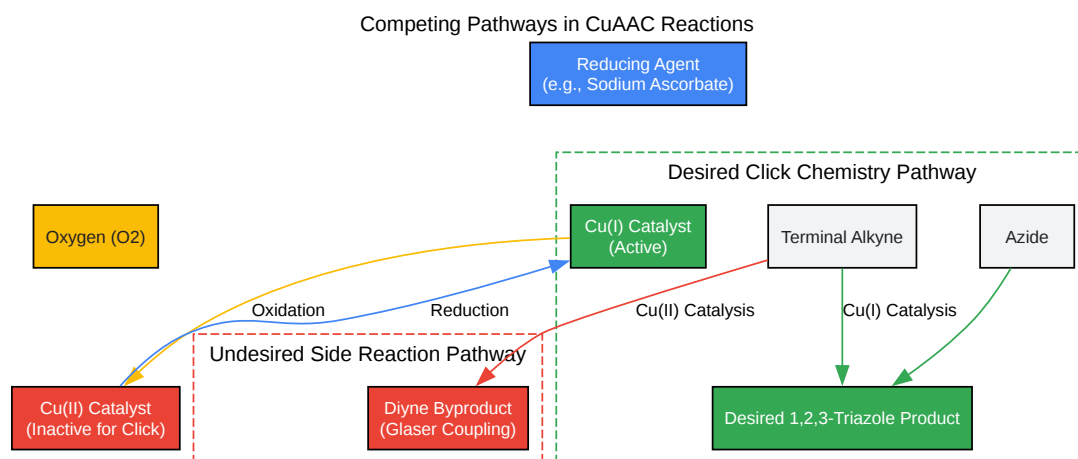 Competing Pathways in CuAAC Reactions
Reducing Agent
(e.g., Sodium Ascorbate)
Desired Click Chemistry Pathway
Oxygen (O2)
Cu(I) Catalyst
(Active)
Terminal Alkyne
Azide
Oxidation
Reduction
Cu(II) Catalysis
Cu(I) Catalysis
Undesired Side Reaction Pathway
Cu(II) Catalyst
(Inactive for Click)
Diyne Byproduct
(Glaser Coupling)
Desired 1,2,3-Triazole Product